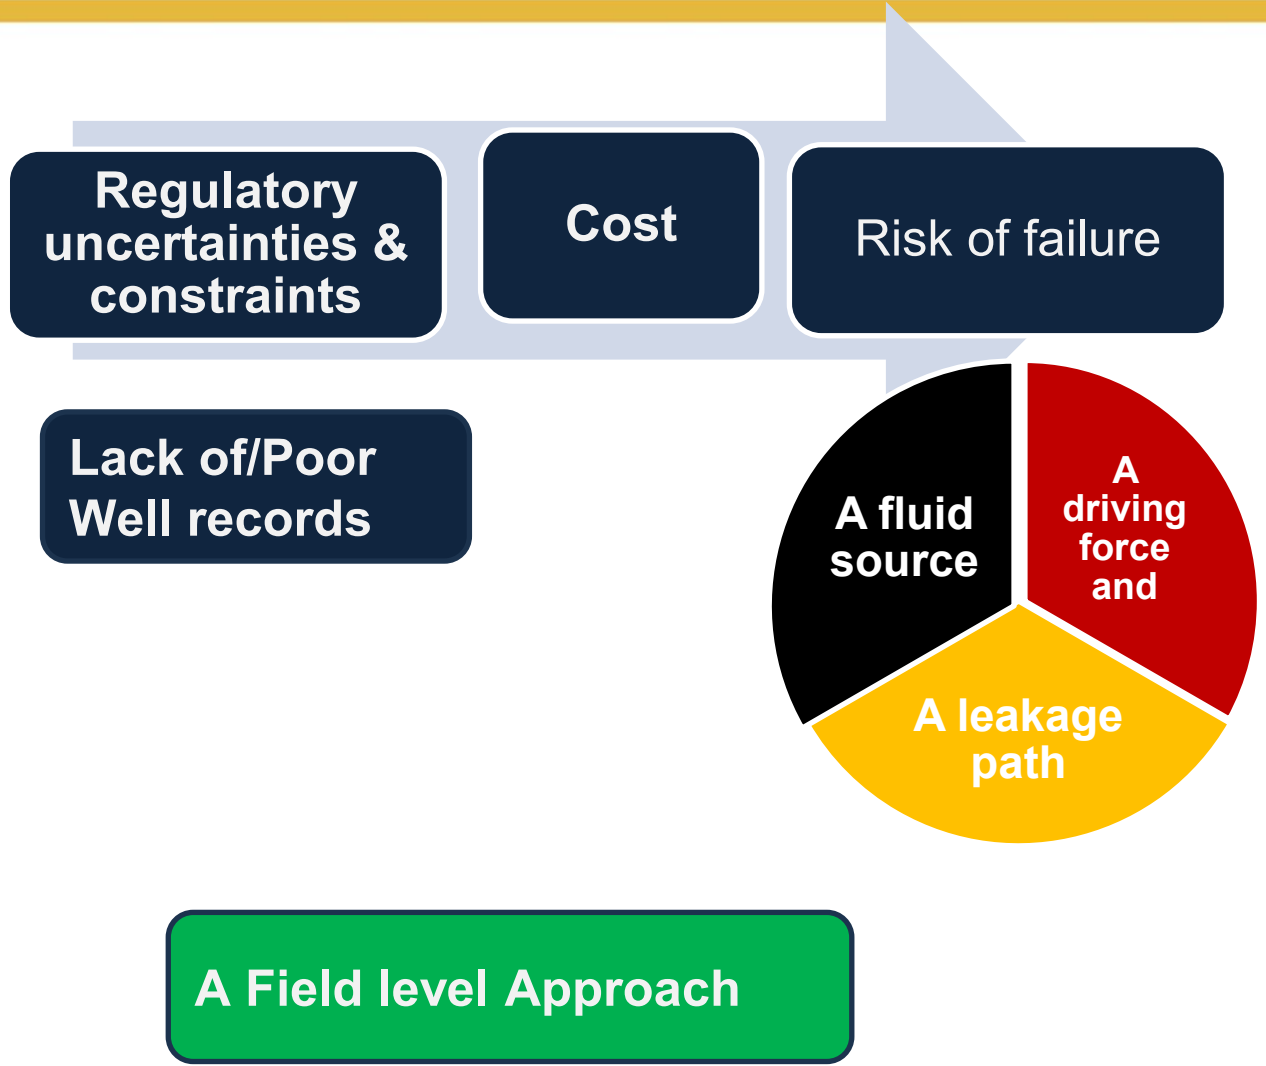 Regulatory
uncertainties &
constraints
Cost
Risk of failure
Lack of/Poor
Well records
A fluid
source
A
driving
force
and
A leakage
path
A Field level Approach